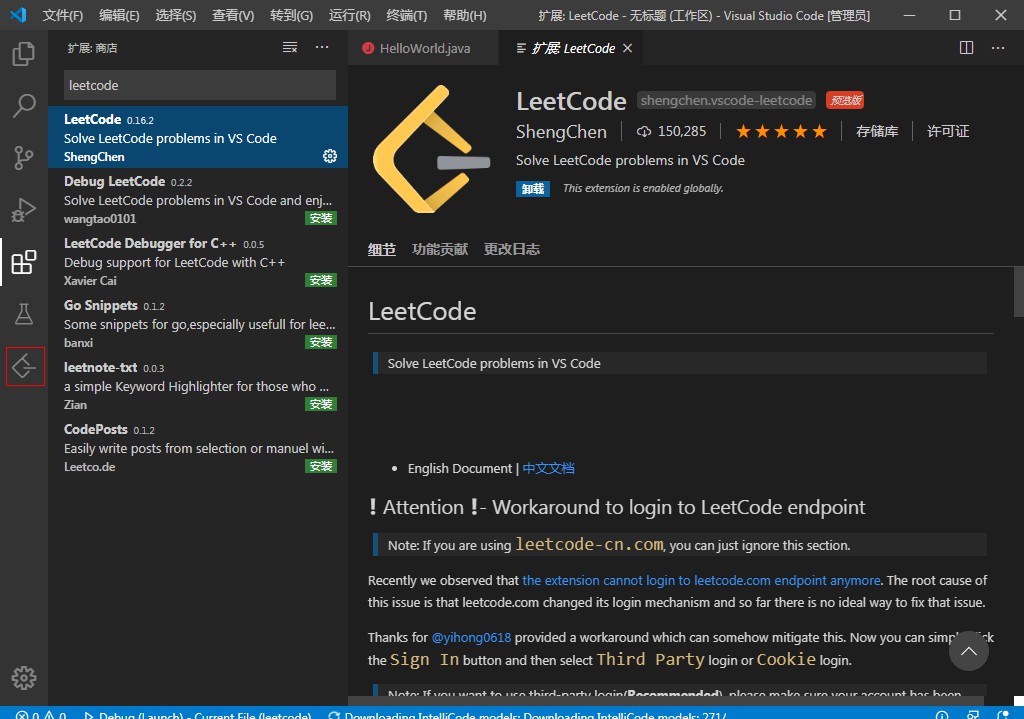 文件(F) 编辑(E) 选择(S) 查看(V) 转到(G) 运行(R) 终端(T) 帮助(H) 扩展: LeetCode - 无标题 (工作区) - Visual Studio Code [管理员]
扩展: 商店
leetcode
LeetCode 0.16.2
Solve LeetCode problems in VS Code
ShengChen
Debug LeetCode 0.2.2
Solve LeetCode problems in VS Code and enj...
wangtao0101 安装
LeetCode Debugger for C++ 0.0.5
Debug support for LeetCode with C++
Xavier Cai 安装
Go Snippets 0.1.2
Some snippets for go,especially usefull for lee...
banxi 安装
leetnote-txt 0.0.3
a simple Keyword Highlighter for those who ...
Zian 安装
CodePosts 0.1.2
Easily write posts from selection or manuel wi...
Leetco.de 安装
HelloWorld.java 扩展: LeetCode
LeetCode shengchen.vscode-leetcode 预览版
ShengChen 150,285 ★★★★★ 存储库 许可证
Solve LeetCode problems in VS Code
卸载 This extension is enabled globally.
细节 功能贡献 更改日志
LeetCode
Solve LeetCode problems in VS Code
• English Document | 中文文档
❗ Attention ❗- Workaround to login to LeetCode endpoint
Note: If you are using leetcode-cn.com, you can just ignore this section.
Recently we observed that the extension cannot login to leetcode.com endpoint anymore. The root cause of
this issue is that leetcode.com changed its login mechanism and so far there is no ideal way to fix that issue.
Thanks for @yihong0618 provided a workaround which can somehow mitigate this. Now you can simply click
the Sign In button and then select Third Party login or Cookie login.
Note: If you want to use third-party login(Recommended), please make sure your account has been
0 0 Debug (Launch) - Current File (leetcode) Downloading IntelliCode models: Downloading IntelliCode models: 271/